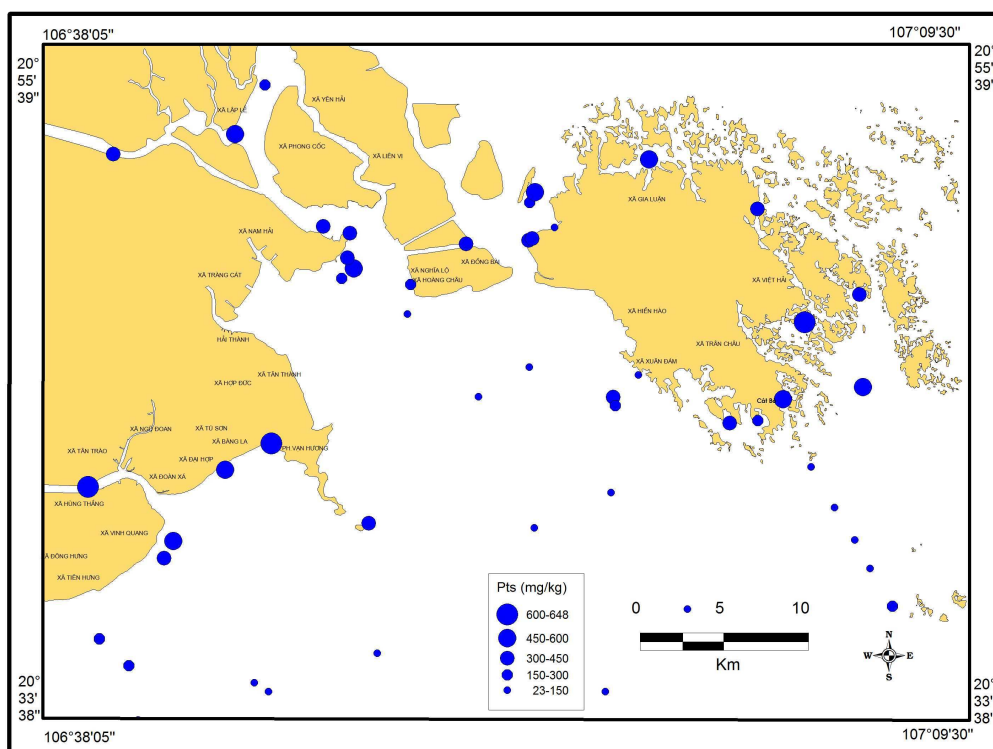 106°38'05"
107°09'30"
20°
55'
39"
20°
55'
39"
XÃ YÊN HẢI
XÃ LẬP LỄ
XÃ PHONG CỐC
XÃ LIÊN VỊ
XÃ GIA LUẬN
XÃ NAM HẢI
XÃ ĐỒNG BÀI
XÃ TRÀNG CÁT
XÃ NGHĨA LỘ
XÃ HOÀNG CHÂU
XÃ VIỆT HẢI
XÃ HIỀN HÀO
HẢI THÀNH
XÃ TRÂN CHÂU
XÃ XUÂN ĐÁM
XÃ TÂN THÀNH
XÃ HỢP ĐỨC
XÃ NGŨ ĐOAN
XÃ TÚ SƠN
XÃ BÀNG LA
PH VẠN HƯƠNG
XÃ TÂN TRÀO
XÃ ĐẠI HỢP
XÃ ĐOÀN XÁ
XÃ HÙNG THẮNG
XÃ VINH QUANG
XÃ TIÊN HƯNG
Pts (mg/kg)
600-648
450-600
300-450
150-300
23-150
0 5 10
Km
N
W E
S
20°
33'
38"
20°
33'
38"
106°38'05"
107°09'30"